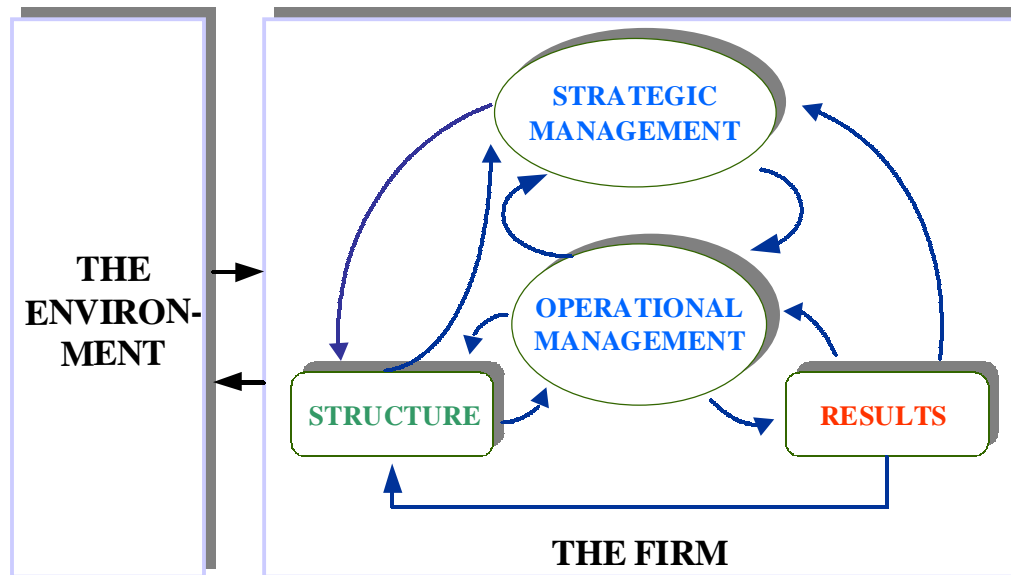 THE
ENVIRON-
MENT
STRATEGIC
MANAGEMENT
OPERATIONAL
MANAGEMENT
STRUCTURE
RESULTS
THE FIRM